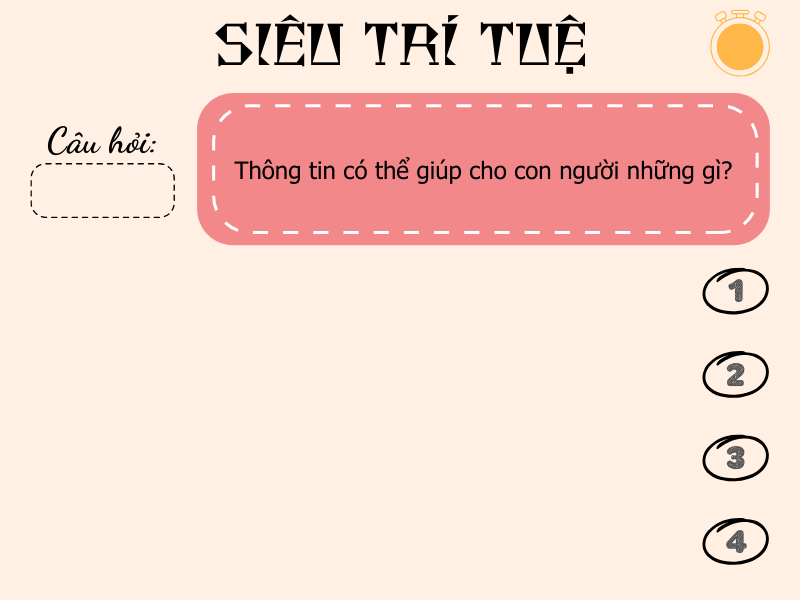 SIÊU TRÍ TUỆ
Câu hỏi:
Thông tin có thể giúp cho con người những gì?
1
2
3
4